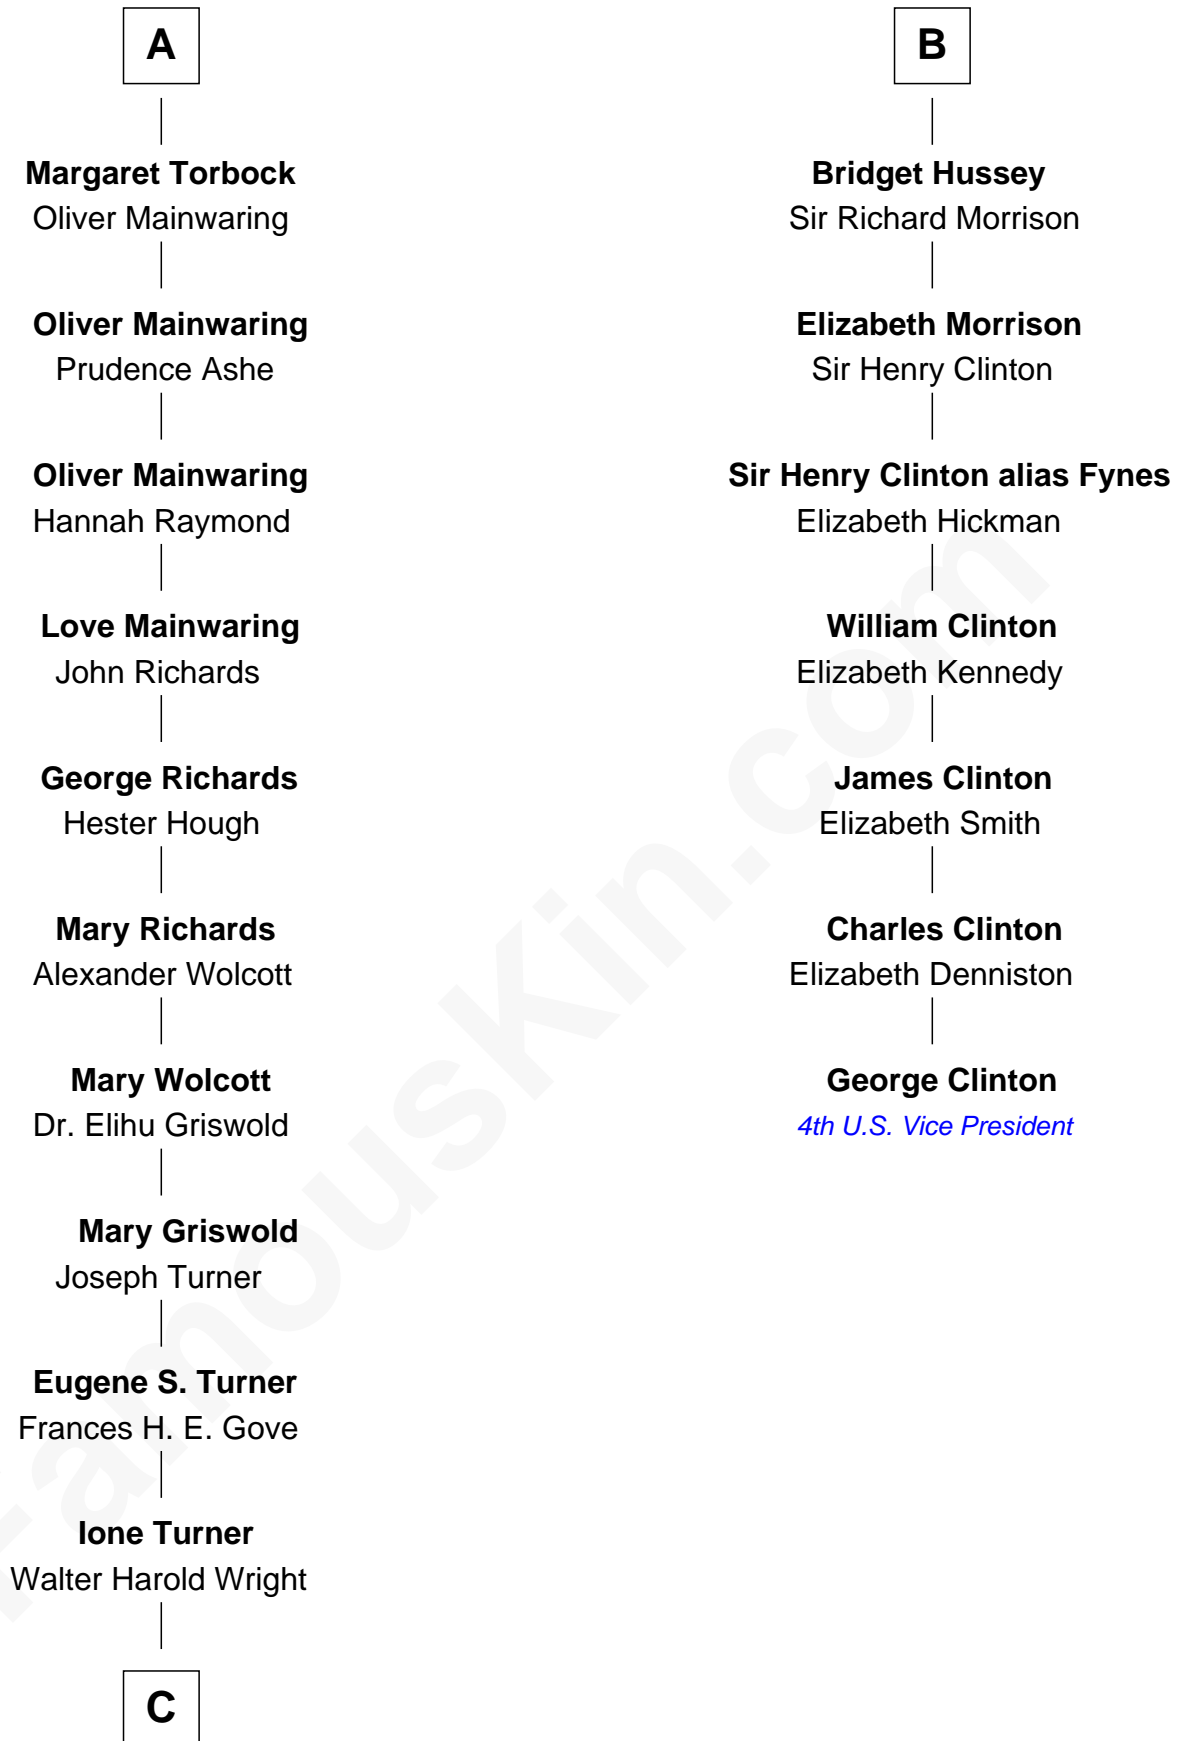 A
Margaret Torbock
Oliver Mainwaring
Oliver Mainwaring
Prudence Ashe
Oliver Mainwaring
Hannah Raymond
Love Mainwaring
John Richards
George Richards
Hester Hough
Mary Richards
Alexander Wolcott
Mary Wolcott
Dr. Elihu Griswold
Mary Griswold
Joseph Turner
Eugene S. Turner
Frances H. E. Gove
Ione Turner
Walter Harold Wright
C
B
Bridget Hussey
Sir Richard Morrison
Elizabeth Morrison
Sir Henry Clinton
Sir Henry Clinton alias Fynes
Elizabeth Hickman
William Clinton
Elizabeth Kennedy
James Clinton
Elizabeth Smith
Charles Clinton
Elizabeth Denniston
George Clinton
4th U.S. Vice President
FamousKin.com